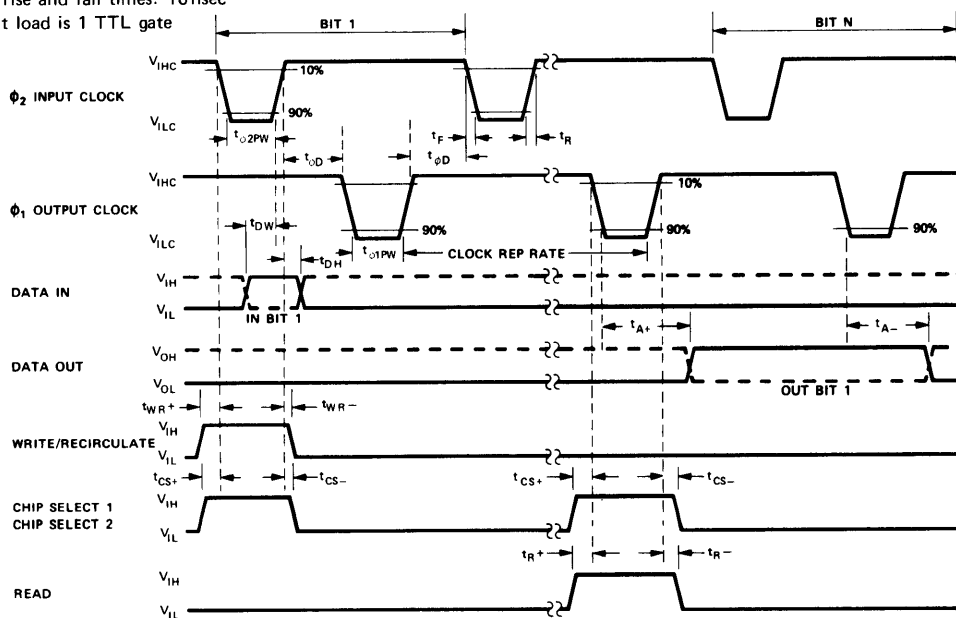 rise and fall times: 10nsec
t load is 1 TTL gate
BIT 1
BIT N
V_IHC
10%
ϕ2 INPUT CLOCK
90%
V_ILC
t_ϕ2PW
t_F
t_R
t_ϕD
t_ϕD
V_IHC
10%
ϕ1 OUTPUT CLOCK
t_DW
90%
90%
90%
V_ILC
t_ϕ1PW
CLOCK REP RATE
t_DH
V_IH
DATA IN
V_IL
IN BIT 1
t_A+
t_A−
V_OH
DATA OUT
V_OL
OUT BIT 1
t_WR+
t_WR−
V_IH
WRITE/RECIRCULATE
V_IL
t_CS+
t_CS−
t_CS+
t_CS−
V_IH
CHIP SELECT 1
CHIP SELECT 2
V_IL
t_R+
t_R−
V_IH
READ
V_IL